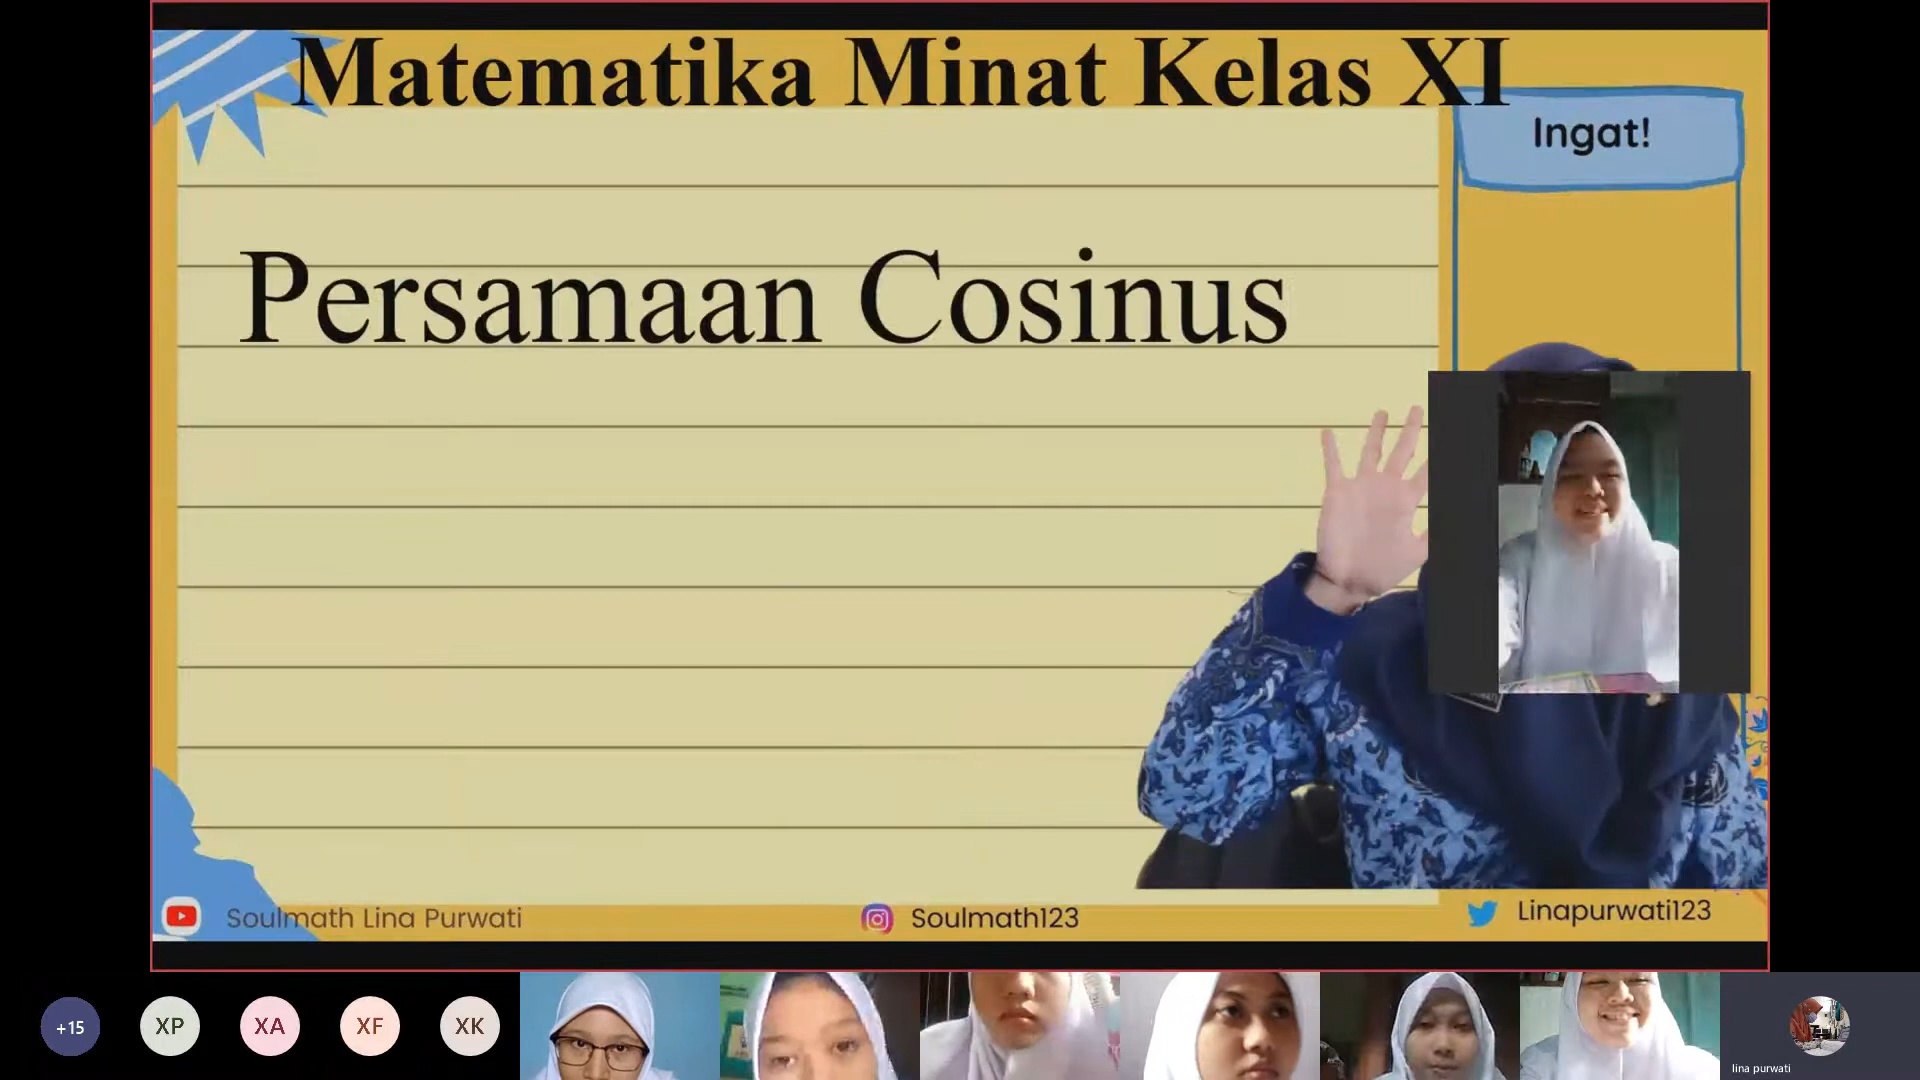 Matematika Minat Kelas XI
Ingat!
Persamaan Cosinus
Soulmath Lina Purwati
Soulmath123
Linapurwati123
+15
XP
XA
XF
XK
lina purwati